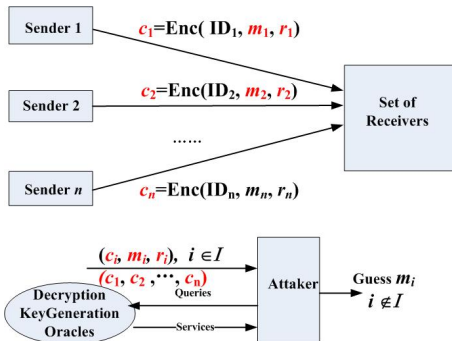 Sender 1
c₁=Enc( ID₁, m₁, r₁)
Sender 2
c₂=Enc(ID₂, m₂, r₂)
Set of
Receivers
......
Sender n
cₙ=Enc(IDₙ, mₙ, rₙ)
(cᵢ, mᵢ, rᵢ), i ∈ I
(c₁, c₂ ,⋯, cₙ)
Queries
Attaker
Guess mᵢ
i ∉ I
Decryption
KeyGeneration
Oracles
Services